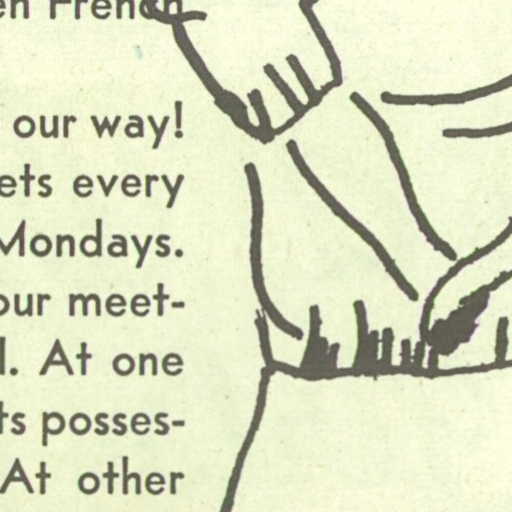 en French
our way!
ets every
Mondays.
our meet-
l. At one
ts posses-
At other